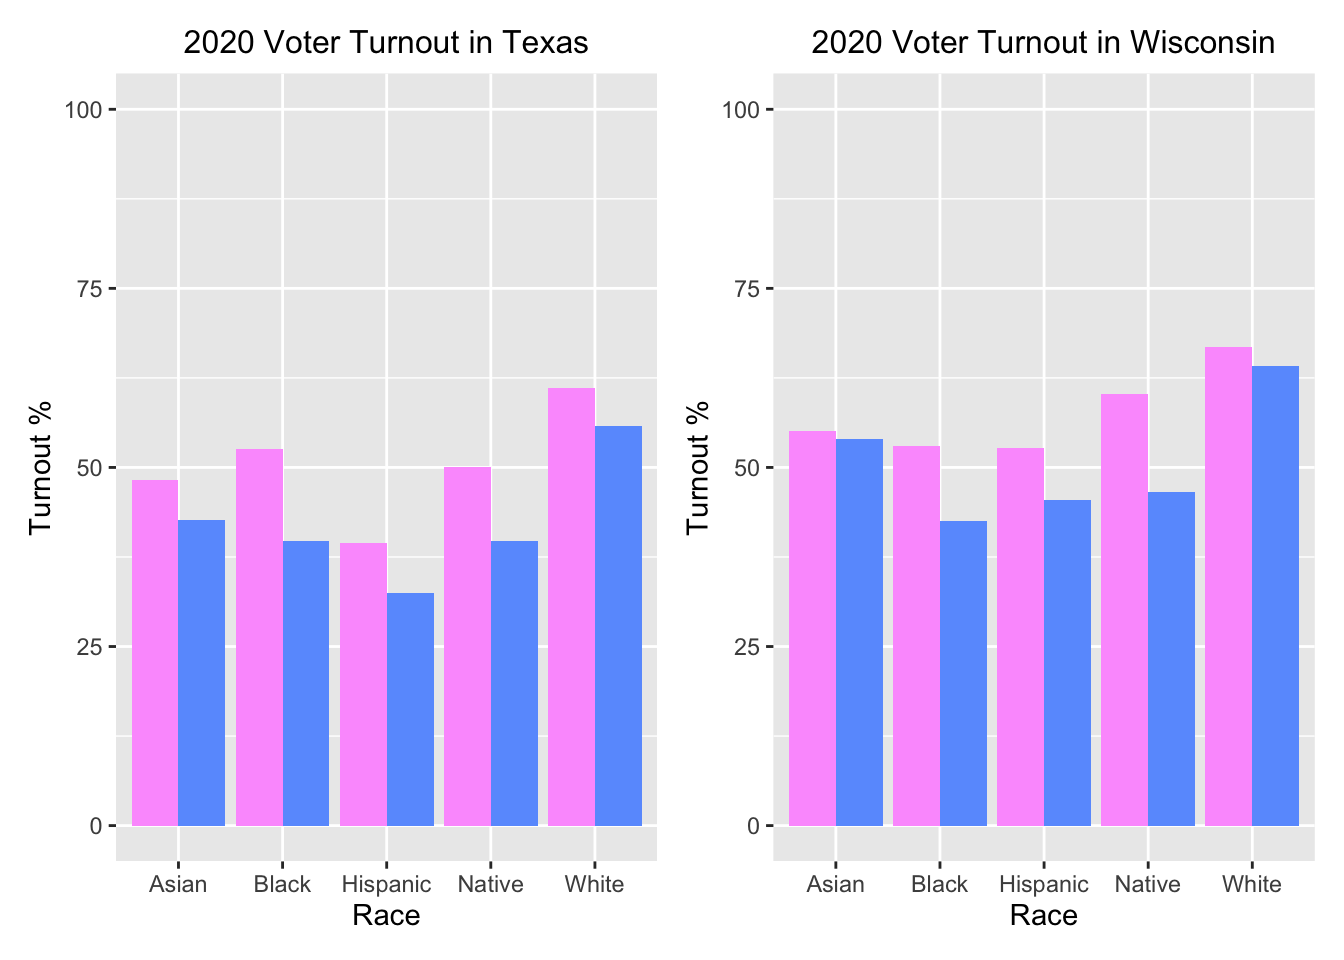 2020 Voter Turnout in Texas
100
75
50
25
0
Turnout %
Asian Black Hispanic Native White
Race
2020 Voter Turnout in Wisconsin
100
75
50
25
0
Turnout %
Asian Black Hispanic Native White
Race